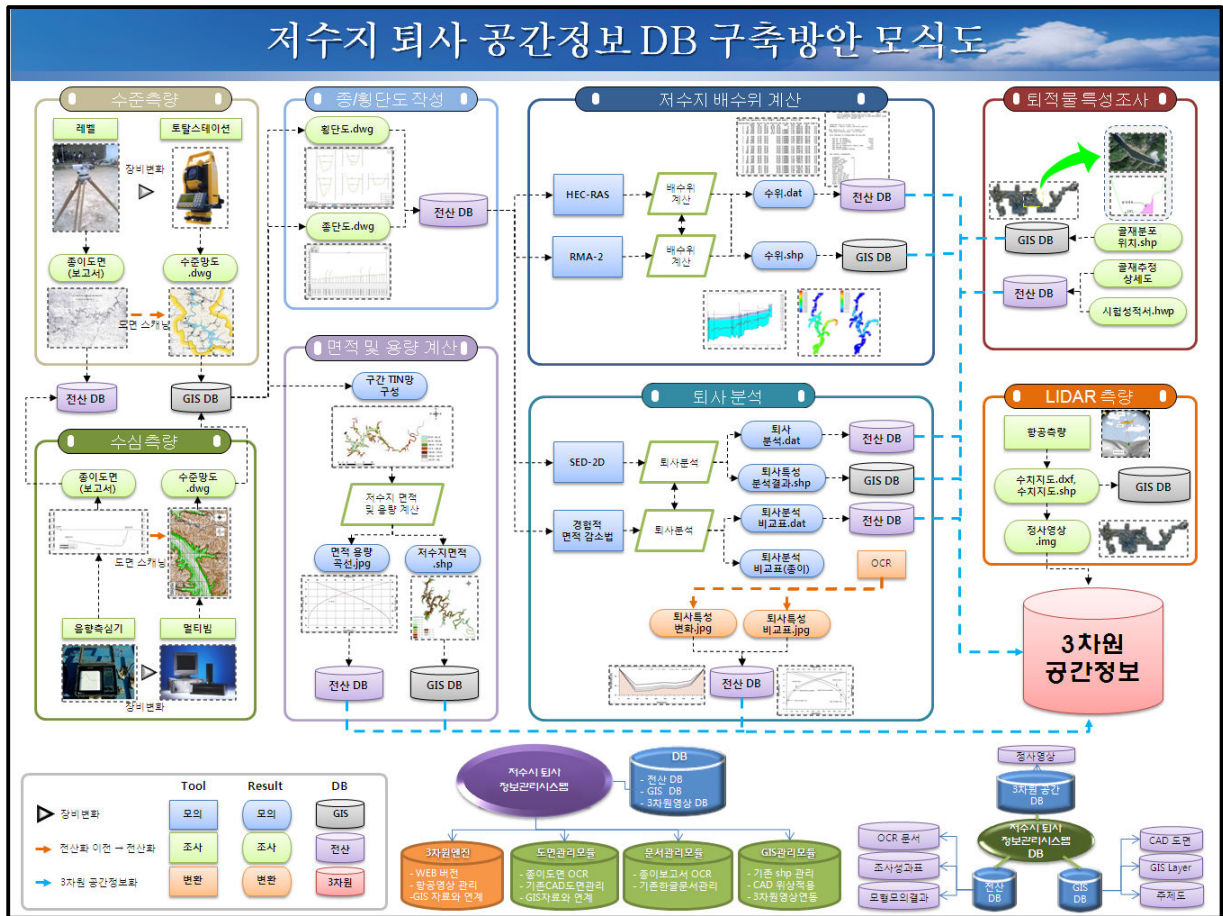 저수지 퇴사 공간정보 DB 구축방안 모식도
수준측량
레벨
토탈스테이션
장비변화
종이도면
(보고서)
수준망도
.dwg
도면 스캐닝
전산 DB
GIS DB
수심측량
종이도면
(보고서)
수준망도
.dwg
도면 스캐닝
음향측심기
멀티빔
장비변화
종/횡단도 작성
횡단도.dwg
종단도.dwg
전산 DB
면적 및 용량 계산
구간 TIN망
구성
저수지 면적
및 용량 계산
면적 용량
곡선.jpg
저수지면적
.shp
전산 DB
GIS DB
저수지 배수위 계산
HEC-RAS
배수위
계산
수위.dat
전산 DB
RMA-2
배수위
계산
수위.shp
GIS DB
퇴사 분석
SED-2D
퇴사분석
퇴사
분석.dat
전산 DB
퇴사특성
분석결과.shp
GIS DB
경험적
면적 감소법
퇴사분석
퇴사분석
비교표.dat
전산 DB
퇴사분석
비교표(종이)
OCR
퇴사특성
변화.jpg
퇴사특성
비교표.jpg
전산 DB
퇴적물 특성조사
GIS DB
골재분포
위치.shp
전산 DB
골재추정
상세도
시험성적서.hwp
LIDAR 측량
항공측량
수치지도.dxf,
수치지도.shp
GIS DB
정사영상
.img
3차원
공간정보
Tool
Result
DB
장비변화
모의
모의
GIS
전산화 이전 → 전산화
조사
조사
전산
3차원 공간정보화
변환
변환
3차원
저수시 퇴사
정보관리시스템
DB
- 전산 DB
- GIS DB
- 3차원영상 DB
3차원엔진
- WEB 버전
- 항공영상 관리
-GIS 자료와 연계
도면관리모듈
- 종이도면 OCR
- 기존CAD도면관리
- GIS자료와 연계
문서관리모듈
- 종이보고서 OCR
- 기존한글문서관리
GIS관리모듈
- 기존 shp 관리
- CAD 위상적용
- 3차원영상연동
정사영상
3차원 공간
DB
저수시 퇴사
정보관리시스템
DB
OCR 문서
조사성과표
모형모의결과
전산
DB
GIS
DB
CAD 도면
GIS Layer
주제도